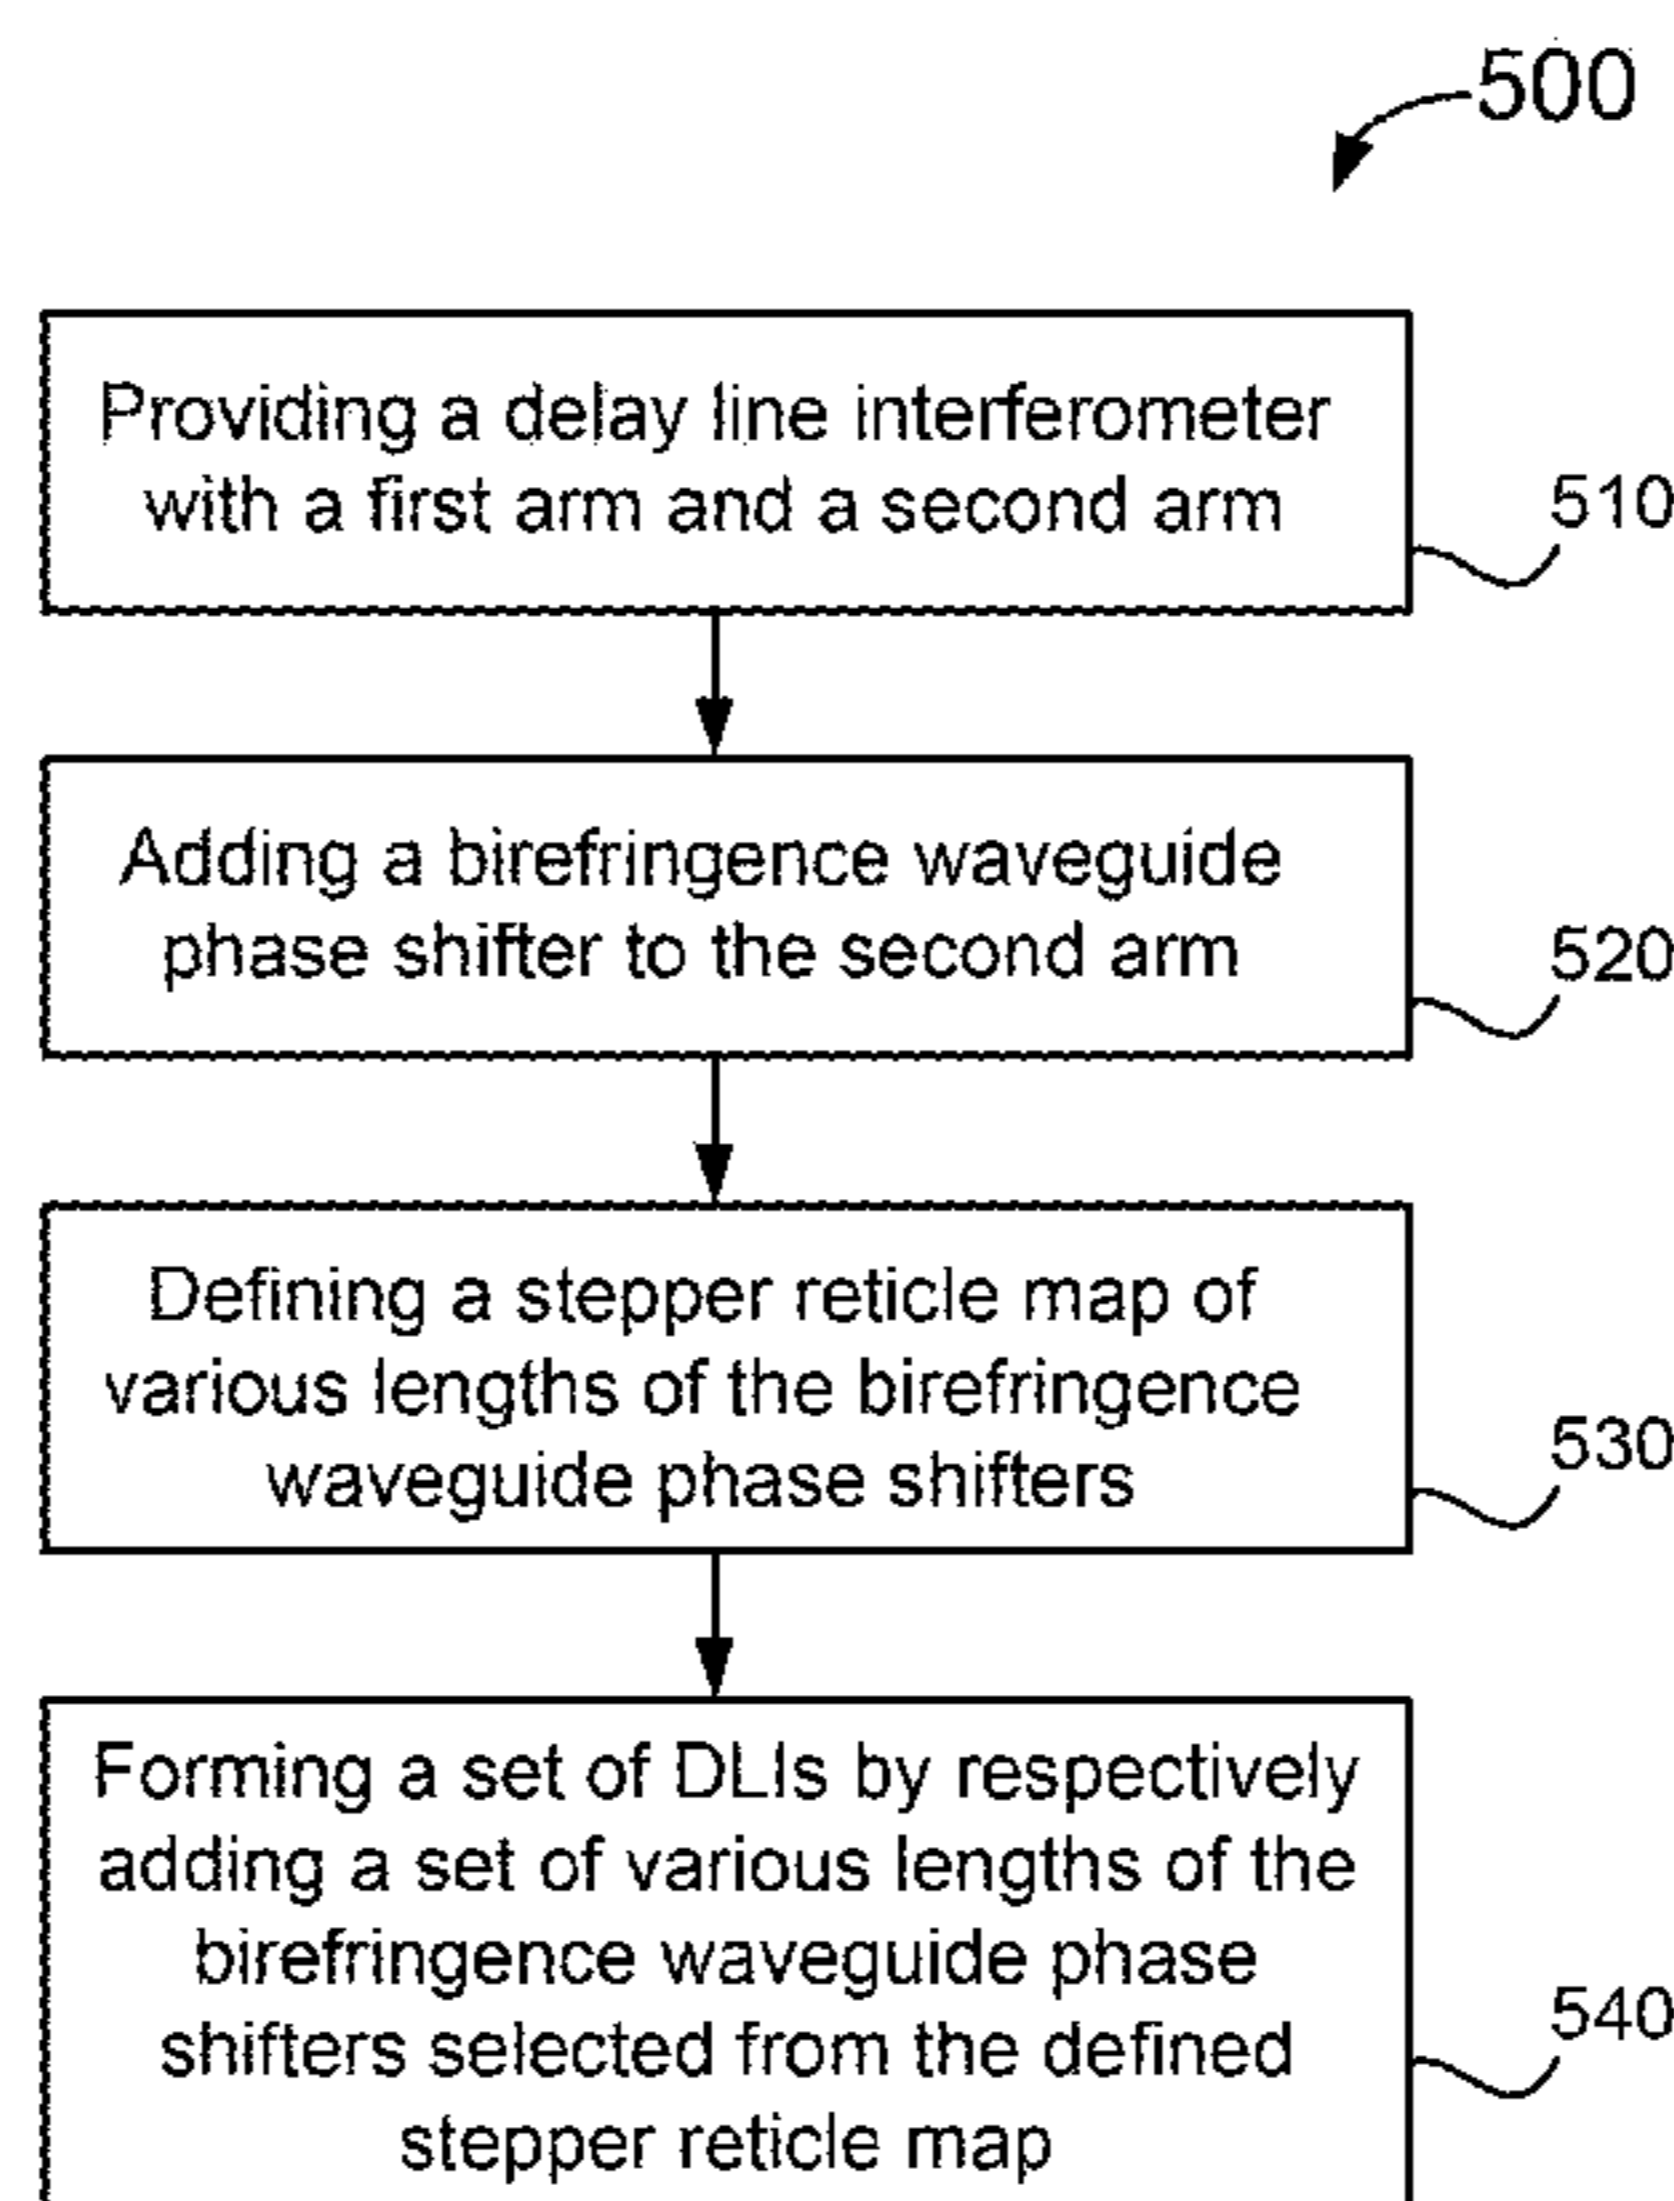 500
Providing a delay line interferometer
with a first arm and a second arm
510
Adding a birefringence waveguide
phase shifter to the second arm
520
Defining a stepper reticle map of
various lengths of the birefringence
waveguide phase shifters
530
Forming a set of DLIs by respectively
adding a set of various lengths of the
birefringence waveguide phase
shifters selected from the defined
stepper reticle map
540